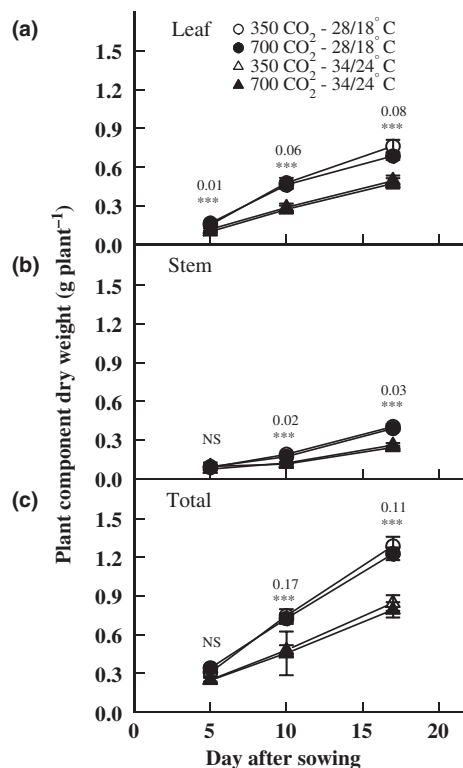 (a) Leaf
350 CO2 - 28/18°C
700 CO2 - 28/18°C
350 CO2 - 34/24°C
700 CO2 - 34/24°C
1.5
1.2
0.9
0.6
0.3
0.0
0.01
***
0.06
***
0.08
***
(b) Stem
1.5
1.2
0.9
0.6
0.3
0.0
NS
0.02
***
0.03
***
(c) Total
1.5
1.2
0.9
0.6
0.3
0.0
NS
0.17
***
0.11
***
0 5 10 15 20
Day after sowing
Plant component dry weight (g plant⁻¹)